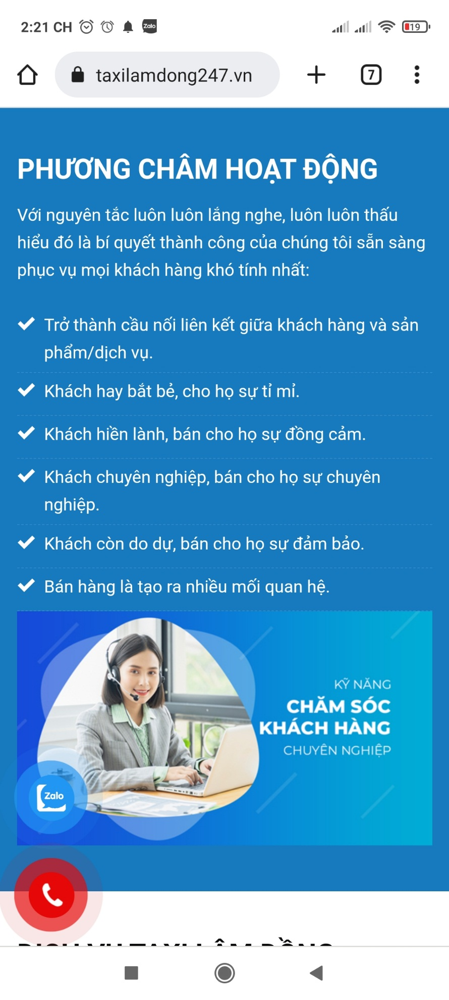 2:21 CH Zalo 19
taxilamdong247.vn 7
PHƯƠNG CHÂM HOẠT ĐỘNG
Với nguyên tắc luôn luôn lắng nghe, luôn luôn thấu
hiểu đó là bí quyết thành công của chúng tôi sẵn sàng
phục vụ mọi khách hàng khó tính nhất:
Trở thành cầu nối liên kết giữa khách hàng và sản
phẩm/dịch vụ.
Khách hay bắt bẻ, cho họ sự tỉ mỉ.
Khách hiền lành, bán cho họ sự đồng cảm.
Khách chuyên nghiệp, bán cho họ sự chuyên
nghiệp.
Khách còn do dự, bán cho họ sự đảm bảo.
Bán hàng là tạo ra nhiều mối quan hệ.
KỸ NĂNG
CHĂM SÓC
KHÁCH HÀNG
CHUYÊN NGHIỆP
Zalo